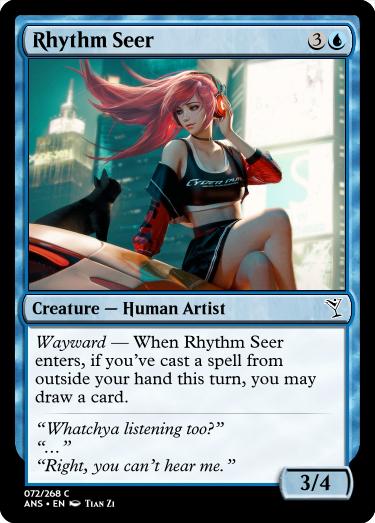 Rhythm Seer 3
Creature — Human Artist
Wayward — When Rhythm Seer
enters, if you've cast a spell from
outside your hand this turn, you may
draw a card.
"Whatchya listening too?"
"…"
"Right, you can't hear me."
3/4
072/268 C
ANS • EN Tian Zi